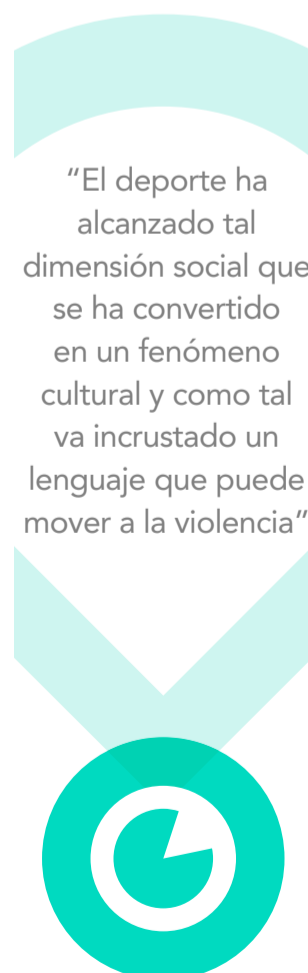 “El deporte ha
alcanzado tal
dimensión social que
se ha convertido
en un fenómeno
cultural y como tal
va incrustado un
lenguaje que puede
mover a la violencia”